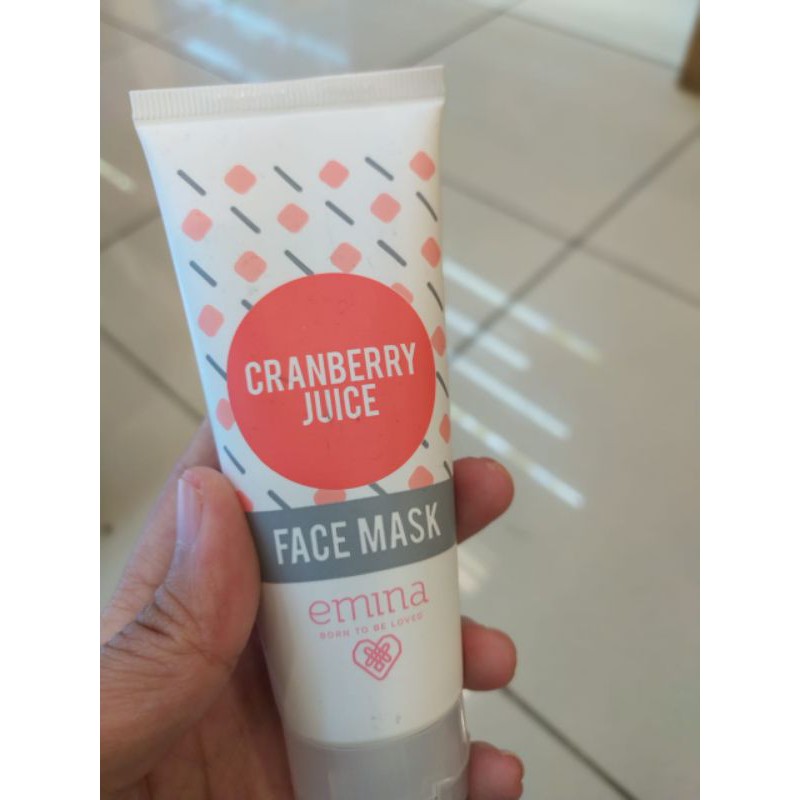 CRANBERRY
JUICE
FACE MASK
emina
BORN TO BE LOVED